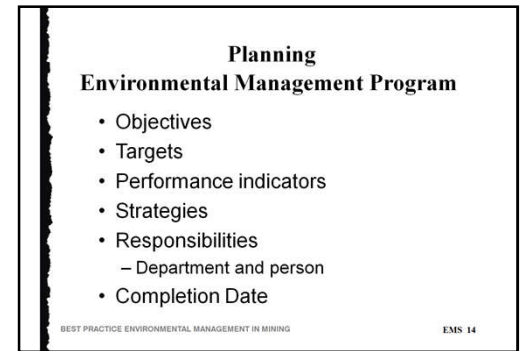 Planning
Environmental Management Program
• Objectives
• Targets
• Performance indicators
• Strategies
• Responsibilities
– Department and person
• Completion Date
BEST PRACTICE ENVIRONMENTAL MANAGEMENT IN MINING
EMS 14